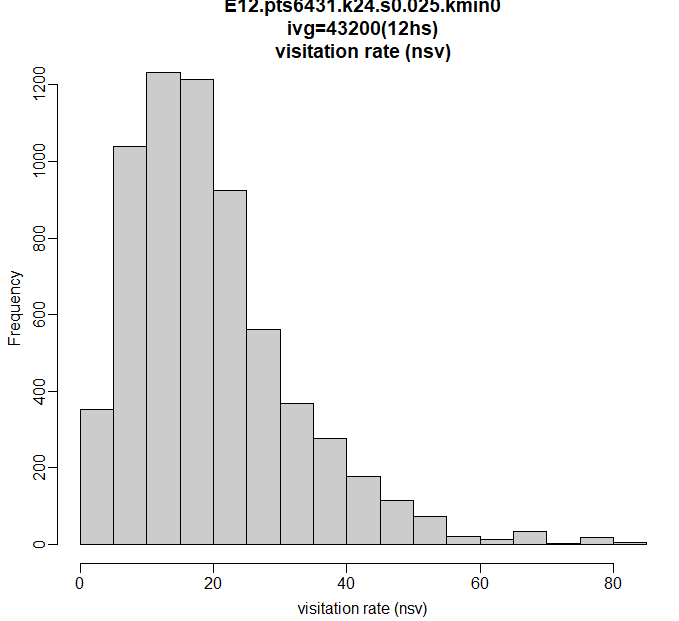 E12.pts6431.k24.s0.025.kmin0
ivg=43200(12hs)
visitation rate (nsv)
1200
1000
800
600
400
200
0
Frequency
0 20 40 60 80
visitation rate (nsv)